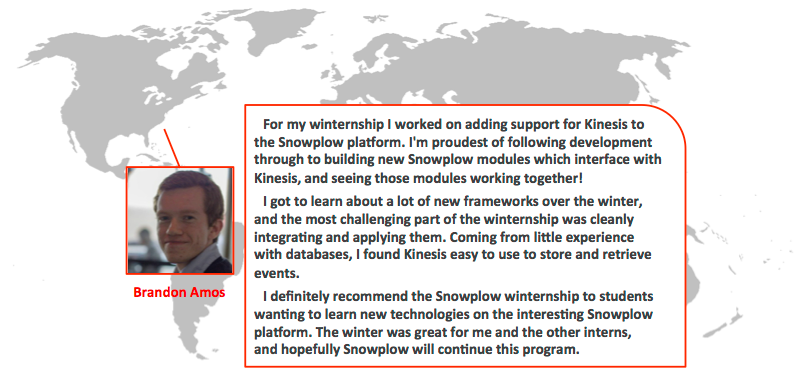 For my winternship I worked on adding support for Kinesis to
the Snowplow platform. I'm proudest of following development
through to building new Snowplow modules which interface with
Kinesis, and seeing those modules working together!
I got to learn about a lot of new frameworks over the winter,
and the most challenging part of the winternship was cleanly
integrating and applying them. Coming from little experience
with databases, I found Kinesis easy to use to store and retrieve
events.
I definitely recommend the Snowplow winternship to students
wanting to learn new technologies on the interesting Snowplow
platform. The winter was great for me and the other interns,
and hopefully Snowplow will continue this program.
Brandon Amos